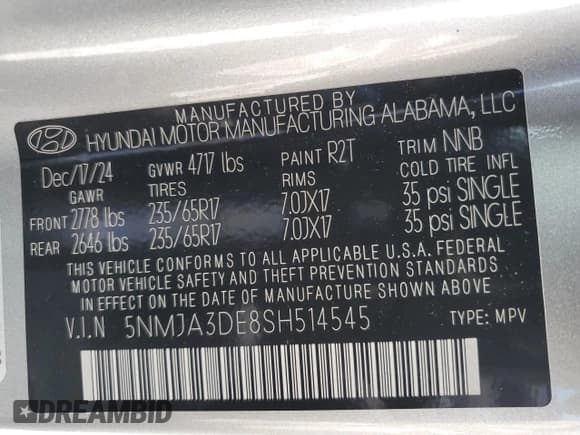 MANUFACTURED BY
HYUNDAI MOTOR MANUFACTURING ALABAMA, LLC
Dec/17/24 GVWR 4717 lbs PAINT R2T TRIM NNB
GAWR TIRES RIMS COLD TIRE INFL
FRONT 2778 lbs 235/65R17 7.0JX17 35 psi SINGLE
REAR 2646 lbs 235/65R17 7.0JX17 35 psi SINGLE
THIS VEHICLE CONFORMS TO ALL APPLICABLE U.S.A. FEDERAL
MOTOR VEHICLE SAFETY AND THEFT PREVENTION STANDARDS
IN EFFECT ON THE DATE OF MANUFACTURE SHOWN ABOVE
V.I.N 5NMJA3DE8SH514545 TYPE: MPV
DREAMBID